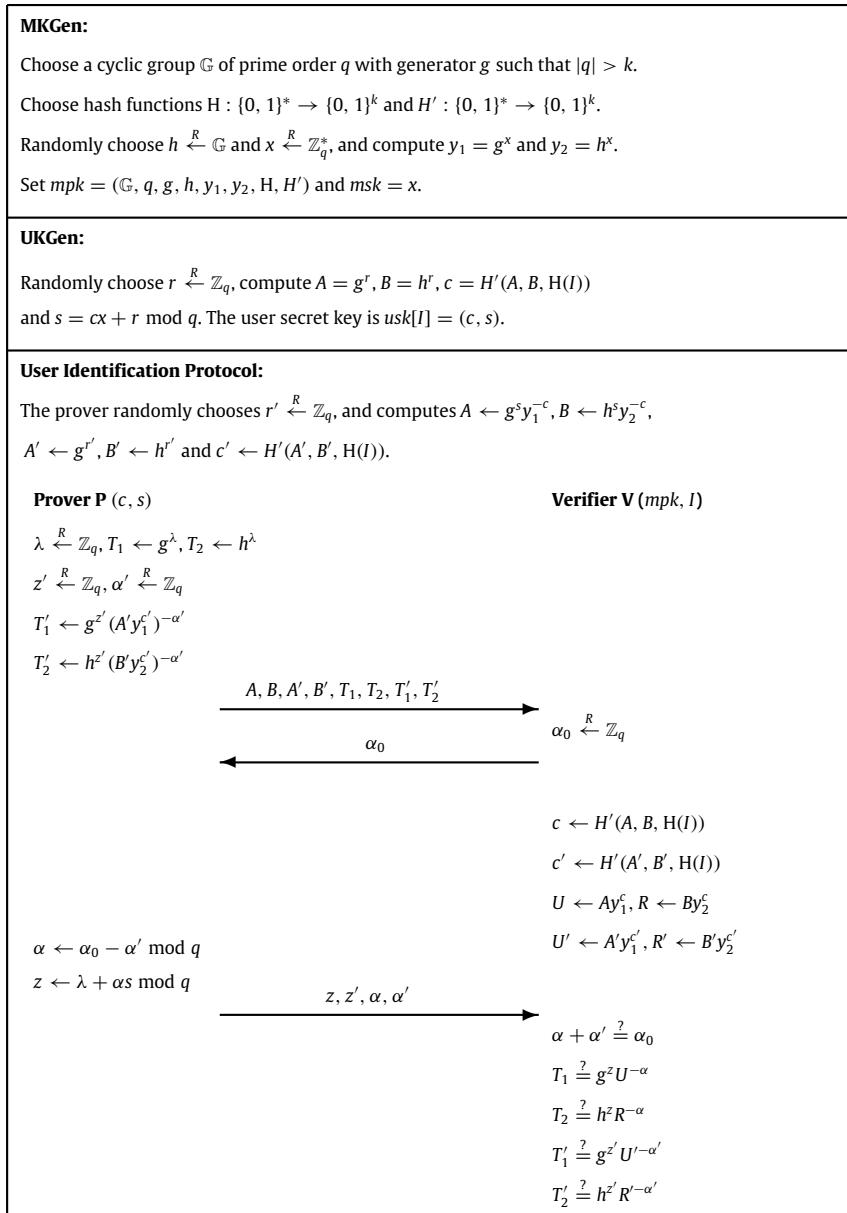 MKGen:
Choose a cyclic group 𝔾 of prime order q with generator g such that |q| > k.
Choose hash functions H : {0, 1}* → {0, 1}^k and H′ : {0, 1}* → {0, 1}^k.
Randomly choose h ←^R 𝔾 and x ←^R ℤ_q^*, and compute y_1 = g^x and y_2 = h^x.
Set mpk = (𝔾, q, g, h, y_1, y_2, H, H′) and msk = x.
UKGen:
Randomly choose r ←^R ℤ_q, compute A = g^r, B = h^r, c = H′(A, B, H(I))
and s = cx + r mod q. The user secret key is usk[I] = (c, s).
User Identification Protocol:
The prover randomly chooses r′ ←^R ℤ_q, and computes A ← g^s y_1^{-c}, B ← h^s y_2^{-c},
A′ ← g^{r′}, B′ ← h^{r′} and c′ ← H′(A′, B′, H(I)).
Prover P (c, s) Verifier V (mpk, I)
λ ←^R ℤ_q, T_1 ← g^λ, T_2 ← h^λ
z′ ←^R ℤ_q, α′ ←^R ℤ_q
T′_1 ← g^{z′}(A′y_1^{c′})^{-α′}
T′_2 ← h^{z′}(B′y_2^{c′})^{-α′}
A, B, A′, B′, T_1, T_2, T′_1, T′_2
α_0 ←^R ℤ_q
α_0
c ← H′(A, B, H(I))
c′ ← H′(A′, B′, H(I))
U ← Ay_1^c, R ← By_2^c
U′ ← A′y_1^{c′}, R′ ← B′y_2^{c′}
α ← α_0 − α′ mod q
z ← λ + αs mod q
z, z′, α, α′
α + α′ =^? α_0
T_1 =^? g^z U^{-α}
T_2 =^? h^z R^{-α}
T′_1 =^? g^{z′} U′^{-α′}
T′_2 =^? h^{z′} R′^{-α′}